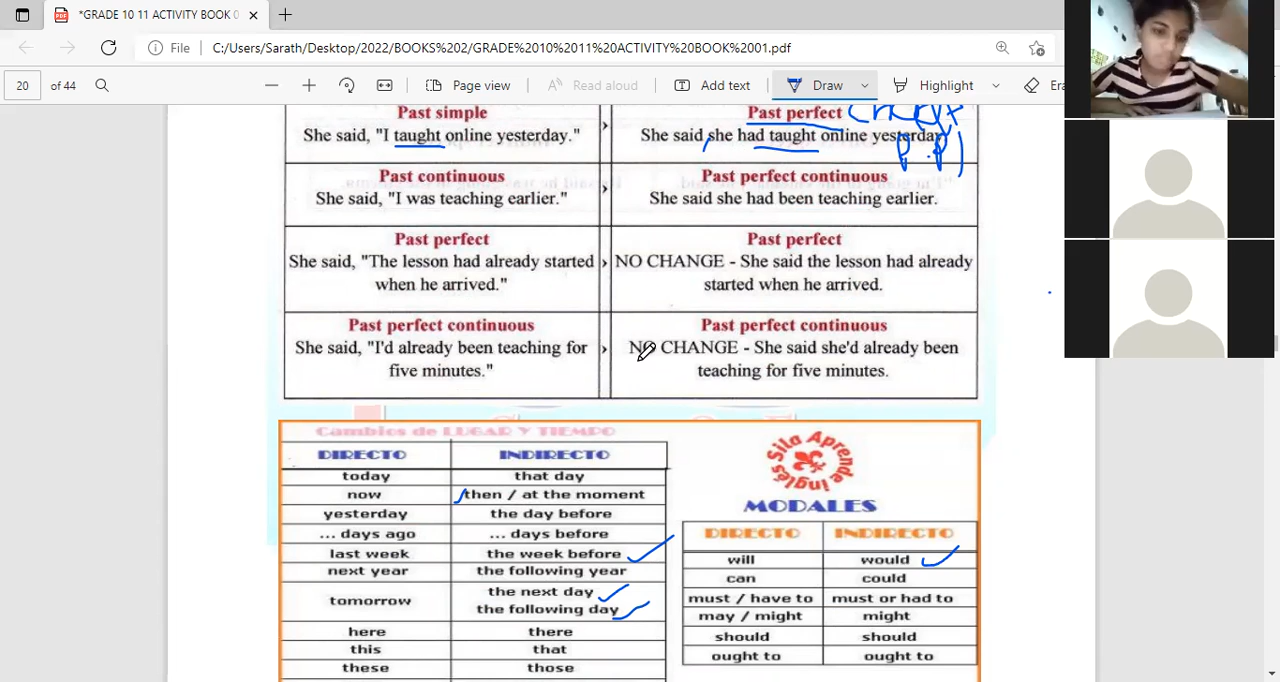 *GRADE 10 11 ACTIVITY BOOK 0
File C:/Users/Sarath/Desktop/2022/BOOKS%202/GRADE%2010%2011%20ACTIVITY%20BOOK%2001.pdf
20 of 44 Page view Read aloud Add text Draw Highlight Era
Past simple
She said, "I taught online yesterday."
>
Past perfect
She said she had taught online yesterday
P.P)
Past continuous
She said, "I was teaching earlier."
>
Past perfect continuous
She said she had been teaching earlier.
Past perfect
She said, "The lesson had already started
when he arrived."
>
Past perfect
NO CHANGE - She said the lesson had already
started when he arrived.
Past perfect continuous
She said, "I'd already been teaching for
five minutes."
>
Past perfect continuous
NO CHANGE - She said she'd already been
teaching for five minutes.
Cambios de LUGAR Y TIEMPO
DIRECTO INDIRECTO
today that day
now then / at the moment
yesterday the day before
... days ago ... days before
last week the week before
next year the following year
tomorrow the next day
the following day
here there
this that
these those
Sila Aprende Ingles
MODALES
DIRECTO INDIRECTO
will would
can could
must / have to must or had to
may / might might
should should
ought to ought to